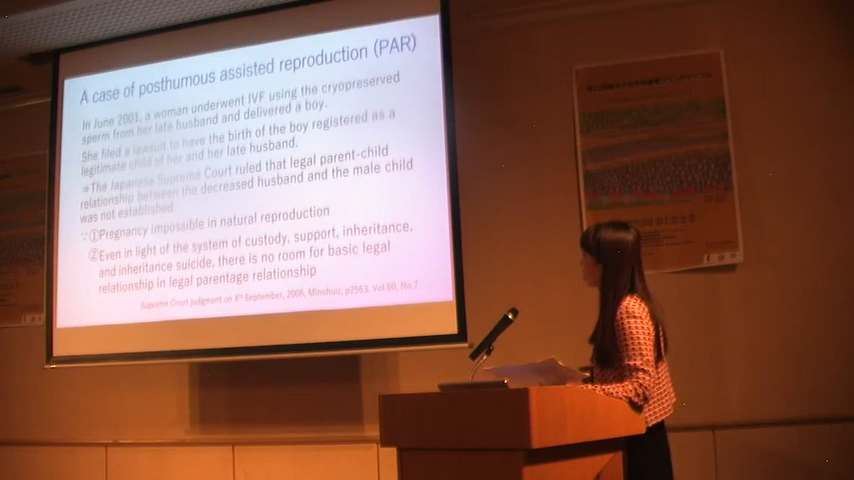 A case of posthumous assisted reproduction (PAR)
In June 2001, a woman underwent IVF using the cryopreserved
sperm from her late husband and delivered a boy.
She filed a lawsuit to have the birth of the boy registered as a
legitimate child of her and her late husband.
⇒The Japanese Supreme Court ruled that legal parent-child
relationship between the decreased husband and the male child
was not established.
∵①Pregnancy impossible in natural reproduction
②Even in light of the system of custody, support, inheritance,
and inheritance suicide, there is no room for basic legal
relationship in legal parentage relationship
Supreme Court judgment on 4th September, 2006, Minshuu, p2563, Vol.60, No.7